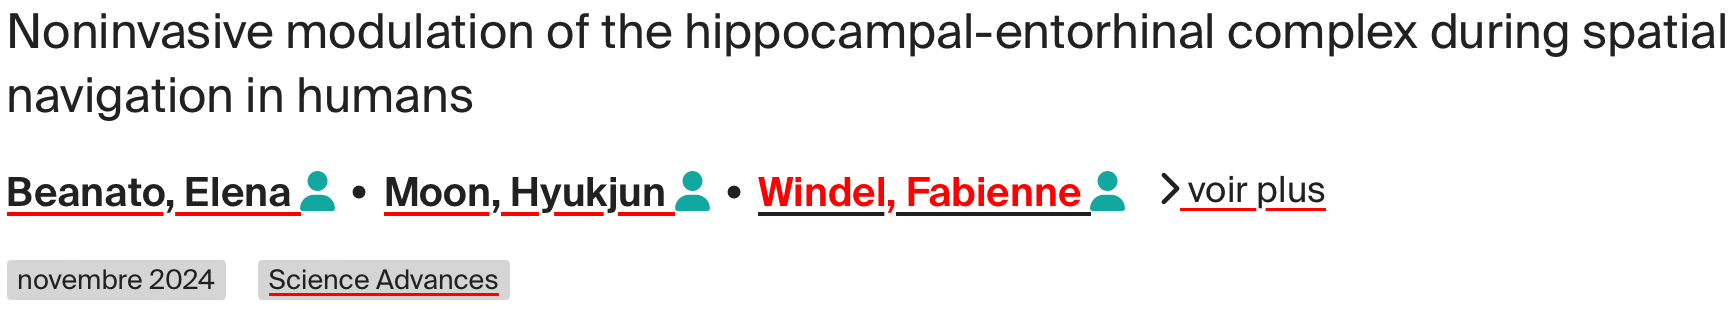 Noninvasive modulation of the hippocampal-entorhinal complex during spatial
navigation in humans
Beanato, Elena • Moon, Hyukjun • Windel, Fabienne > voir plus
novembre 2024 Science Advances